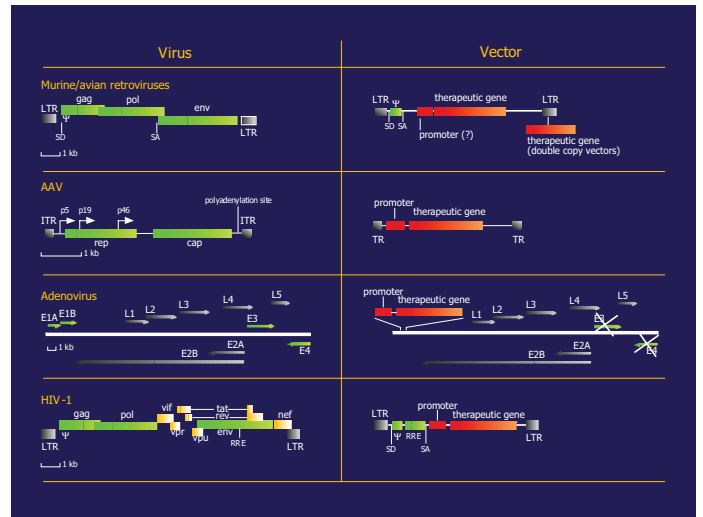 Virus
Vector
Murine/avian retroviruses
gag
pol
env
LTR
Ψ
SD
SA
LTR
1 kb
LTR
Ψ
therapeutic gene
LTR
SD
SA
promoter (?)
therapeutic gene
(double copy vectors)
AAV
p5
p19
p46
polyadenylation site
ITR
ITR
rep
cap
1 kb
promoter
therapeutic gene
TR
TR
Adenovirus
E1A
E1B
L1
L2
L3
L4
L5
E3
1 kb
E2B
E2A
E4
promoter
therapeutic gene
L1
L2
L3
L4
L5
E3
E2B
E2A
E4
HIV-1
gag
pol
vif
tat
rev
nef
LTR
Ψ
vpr
vpu
env
RRE
LTR
1 kb
LTR
promoter
therapeutic gene
SD
Ψ
RRE
SA
LTR